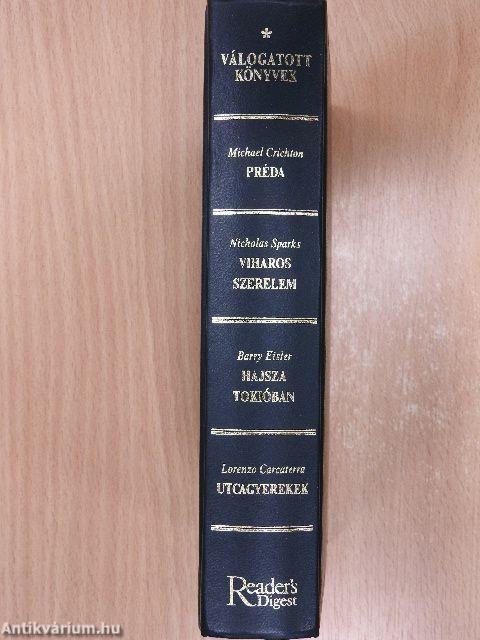 *
VÁLOGATOTT
KÖNYVEK
Michael Crichton
PRÉDA
Nicholas Sparks
VIHAROS
SZERELEM
Barry Eisler
HAJSZA
TOKIÓBAN
Lorenzo Carcaterra
UTCAGYEREKEK
Reader's
Digest
Antikvárium.hu